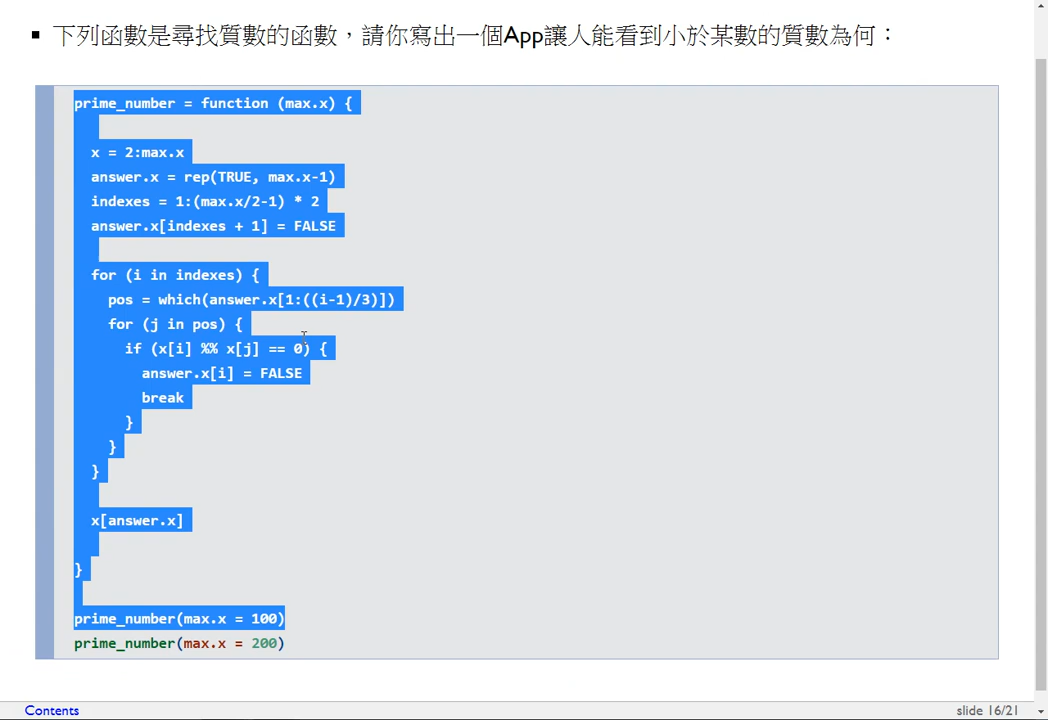 ▪ 下列函數是尋找質數的函數，請你寫出一個App讓人能看到小於某數的質數為何：
prime_number = function (max.x) {
x = 2:max.x
answer.x = rep(TRUE, max.x-1)
indexes = 1:(max.x/2-1) * 2
answer.x[indexes + 1] = FALSE
for (i in indexes) {
pos = which(answer.x[1:((i-1)/3)])
for (j in pos) {
if (x[i] %% x[j] == 0) {
answer.x[i] = FALSE
break
}
}
}
x[answer.x]
}
prime_number(max.x = 100)
prime_number(max.x = 200)
Contents
slide 16/21